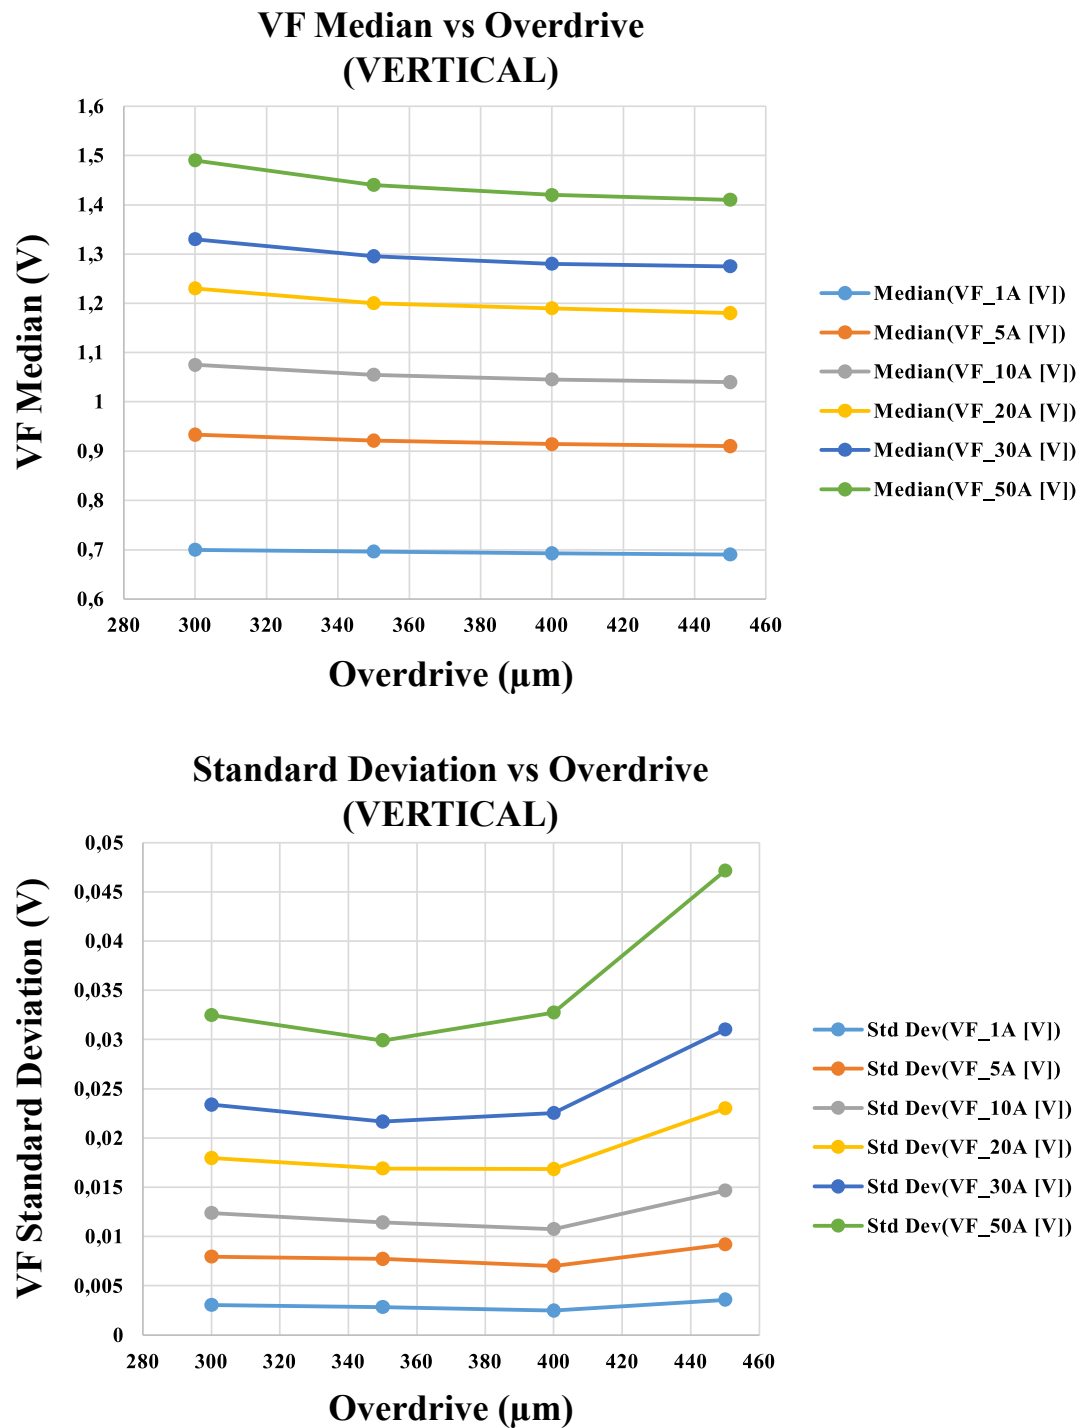 VF Median vs Overdrive
(VERTICAL)
VF Median (V)
1,6
1,5
1,4
1,3
1,2
1,1
1
0,9
0,8
0,7
0,6
280 300 320 340 360 380 400 420 440 460
Overdrive (μm)
Median(VF_1A [V])
Median(VF_5A [V])
Median(VF_10A [V])
Median(VF_20A [V])
Median(VF_30A [V])
Median(VF_50A [V])
Standard Deviation vs Overdrive
(VERTICAL)
VF Standard Deviation (V)
0,05
0,045
0,04
0,035
0,03
0,025
0,02
0,015
0,01
0,005
0
280 300 320 340 360 380 400 420 440 460
Overdrive (μm)
Std Dev(VF_1A [V])
Std Dev(VF_5A [V])
Std Dev(VF_10A [V])
Std Dev(VF_20A [V])
Std Dev(VF_30A [V])
Std Dev(VF_50A [V])